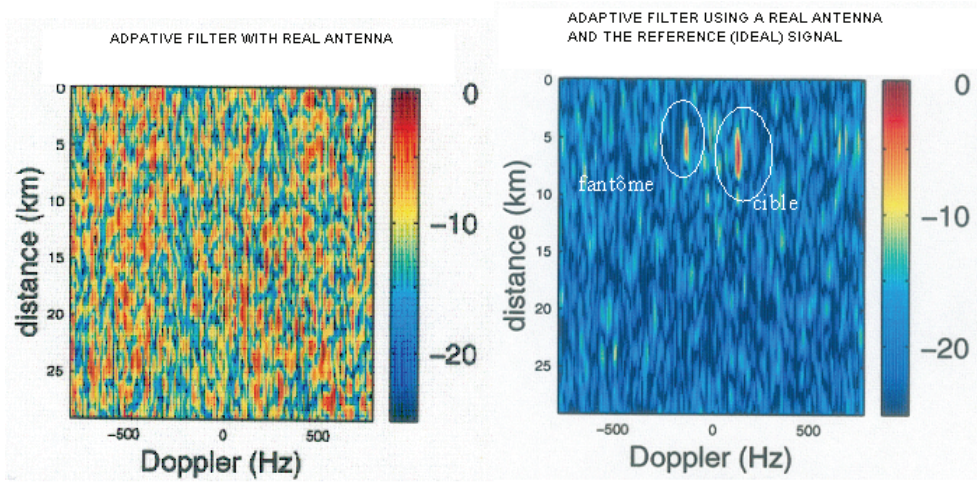 ADPATIVE FILTER WITH REAL ANTENNA
0
5
10
15
20
25
distance (km)
−500
0
500
Doppler (Hz)
0
−10
−20
ADAPTIVE FILTER USING A REAL ANTENNA
AND THE REFERENCE (IDEAL) SIGNAL
0
5
10
15
20
25
distance (km)
fantôme
cible
−500
0
500
Doppler (Hz)
0
−10
−20